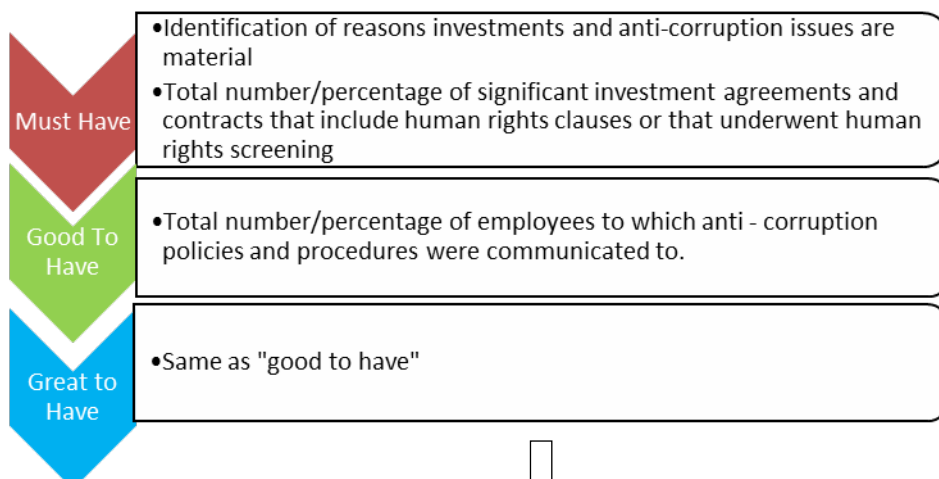 Must Have
•Identification of reasons investments and anti-corruption issues are
material
•Total number/percentage of significant investment agreements and
contracts that include human rights clauses or that underwent human
rights screening
Good To
Have
•Total number/percentage of employees to which anti - corruption
policies and procedures were communicated to.
Great to
Have
•Same as "good to have"